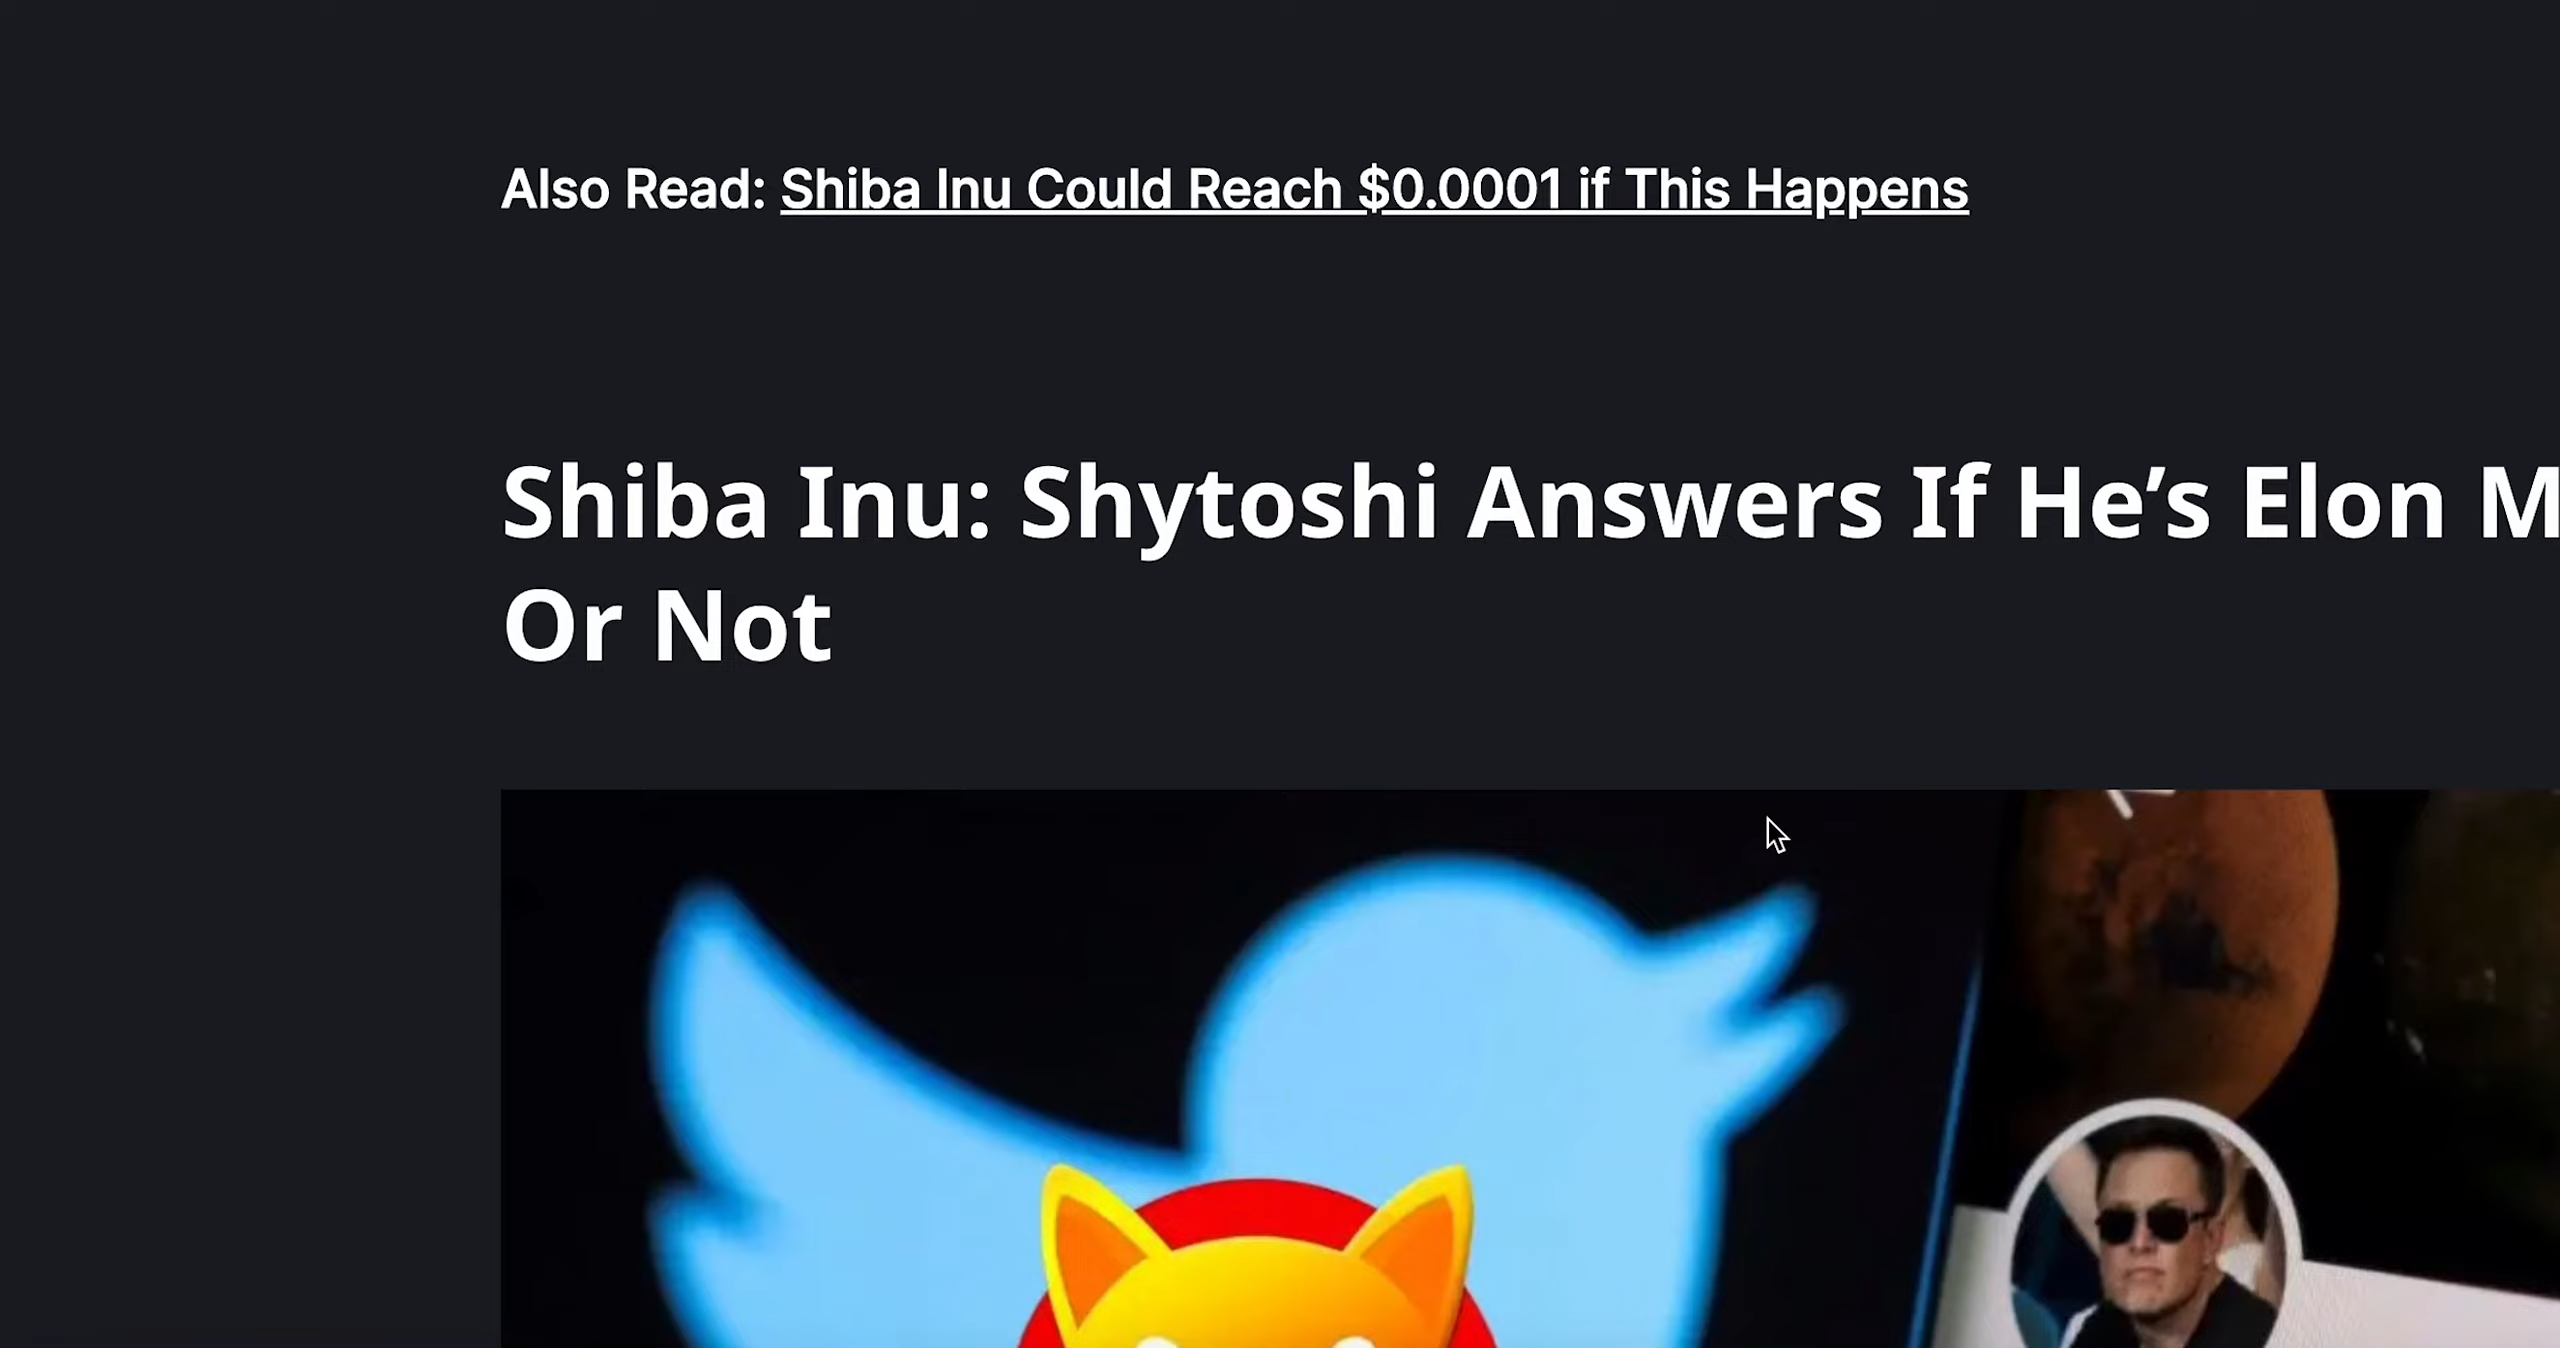 Also Read: Shiba Inu Could Reach $0.0001 if This Happens
Shiba Inu: Shytoshi Answers If He’s Elon M
Or Not